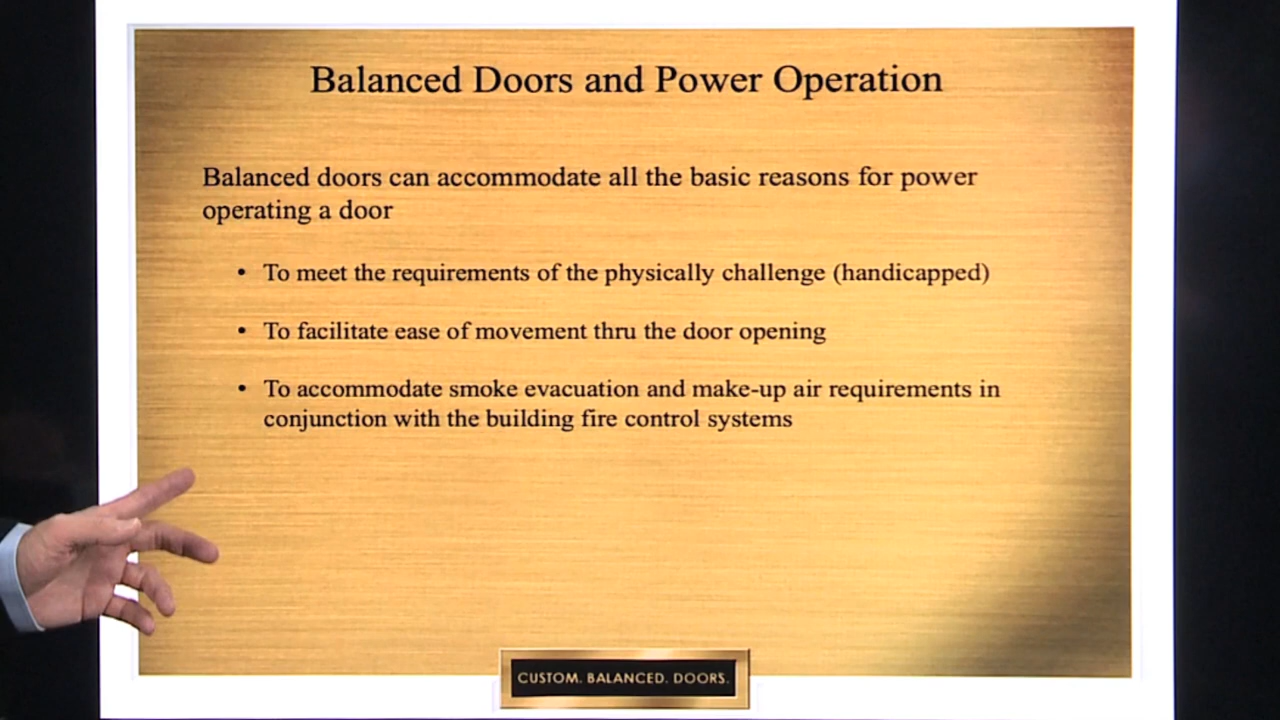 Balanced Doors and Power Operation
Balanced doors can accommodate all the basic reasons for power
operating a door
• To meet the requirements of the physically challenge (handicapped)
• To facilitate ease of movement thru the door opening
• To accommodate smoke evacuation and make-up air requirements in
conjunction with the building fire control systems
CUSTOM. BALANCED. DOORS.